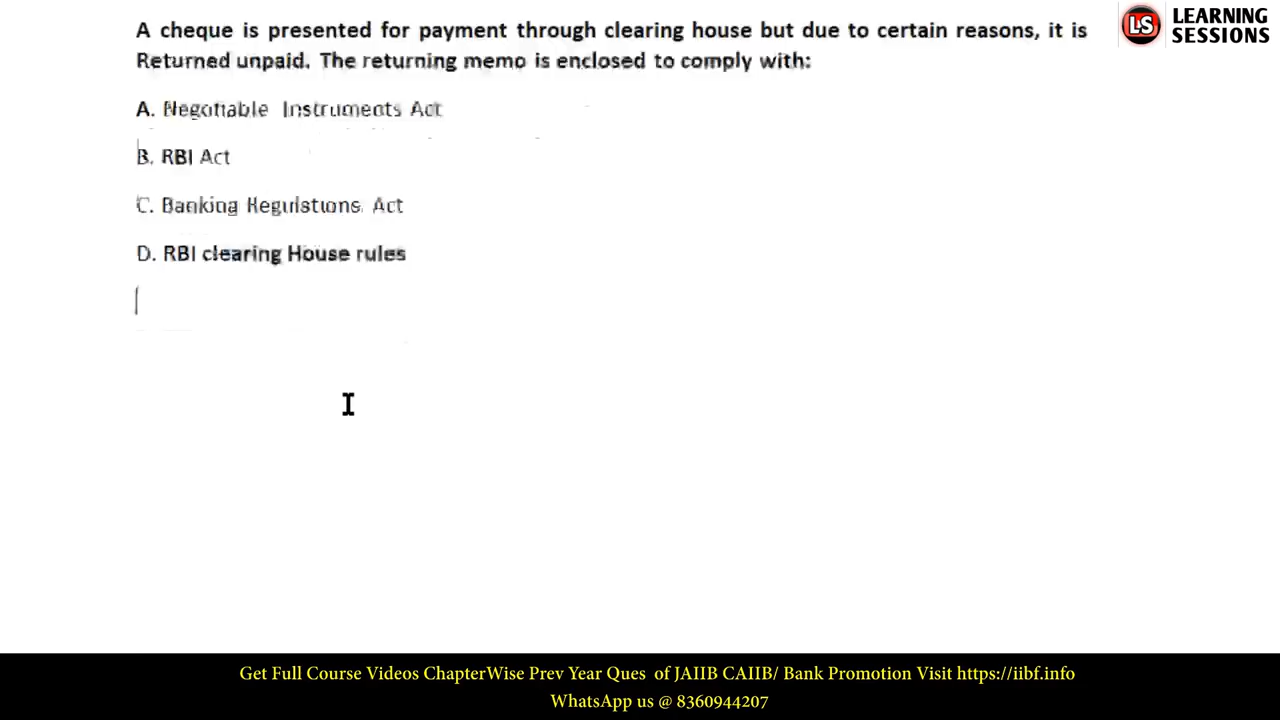 A cheque is presented for payment through clearing house but due to certain reasons, it is
Returned unpaid. The returning memo is enclosed to comply with:
A. Negotiable Instruments Act
B. RBI Act
C. Banking Regulations Act
D. RBI clearing House rules
LS
LEARNING
SESSIONS
Get Full Course Videos ChapterWise Prev Year Ques of JAIIB CAIIB/ Bank Promotion Visit https://iibf.info
WhatsApp us @ 8360944207